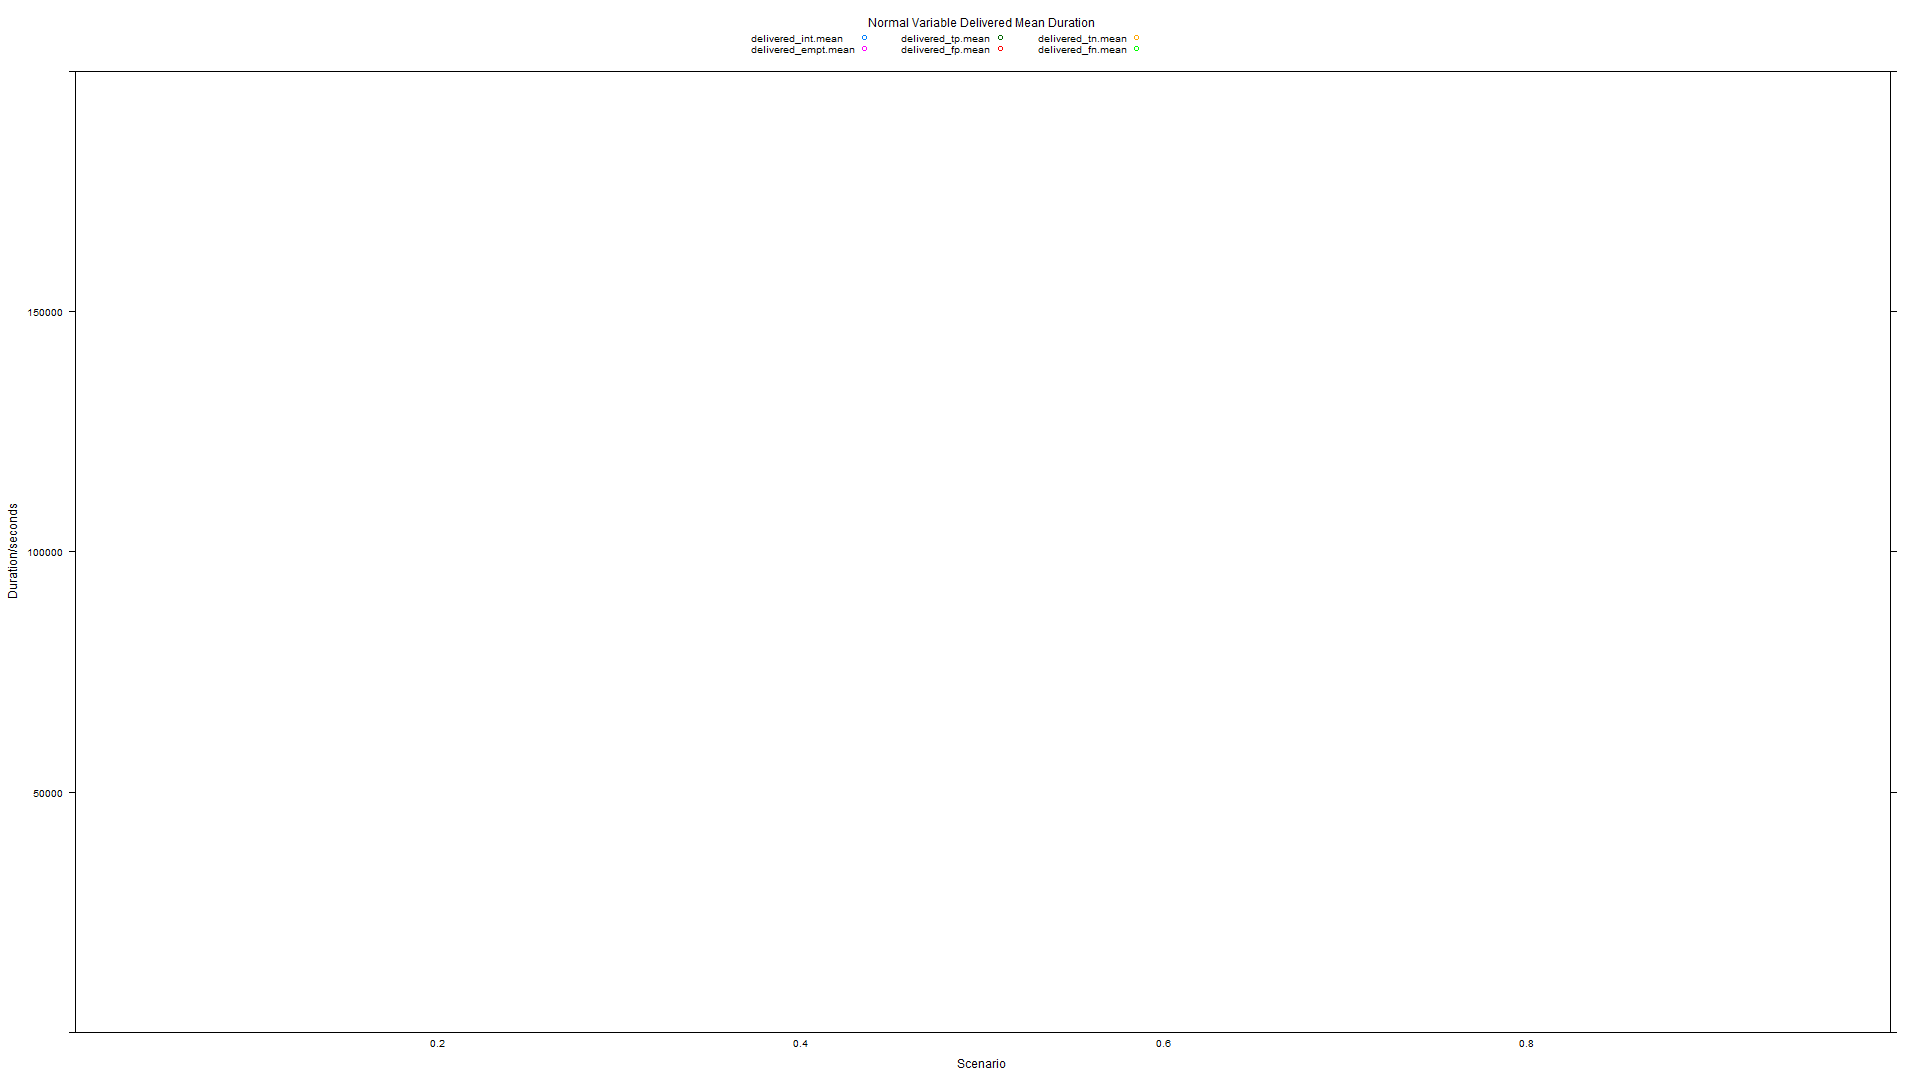 Normal Variable Delivered Mean Duration
delivered_int.mean delivered_tp.mean delivered_tn.mean
delivered_empt.mean delivered_fp.mean delivered_fn.mean
150000
100000
50000
Duration/seconds
0.2 0.4 0.6 0.8
Scenario